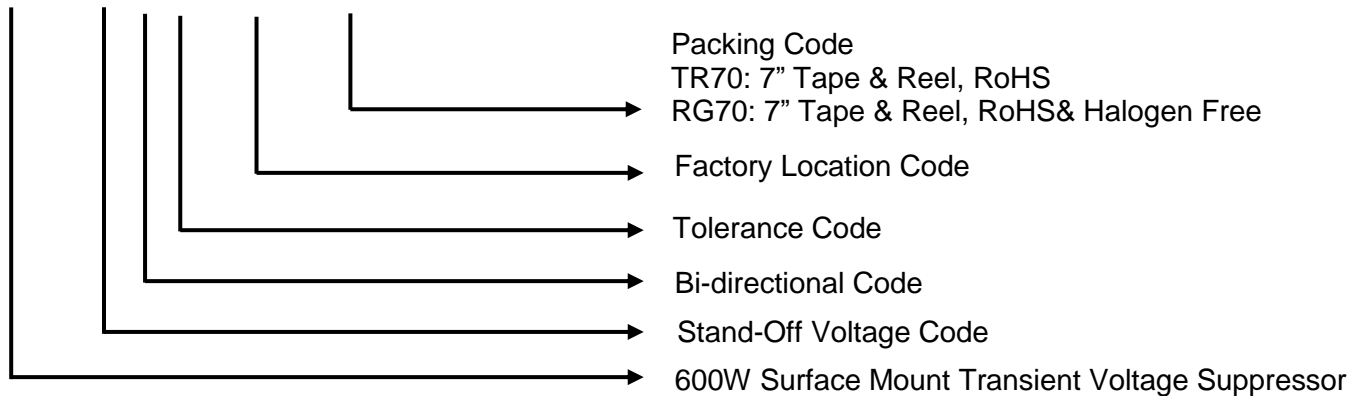 Packing Code
TR70: 7” Tape & Reel, RoHS
RG70: 7” Tape & Reel, RoHS& Halogen Free
Factory Location Code
Tolerance Code
Bi-directional Code
Stand-Off Voltage Code
600W Surface Mount Transient Voltage Suppressor